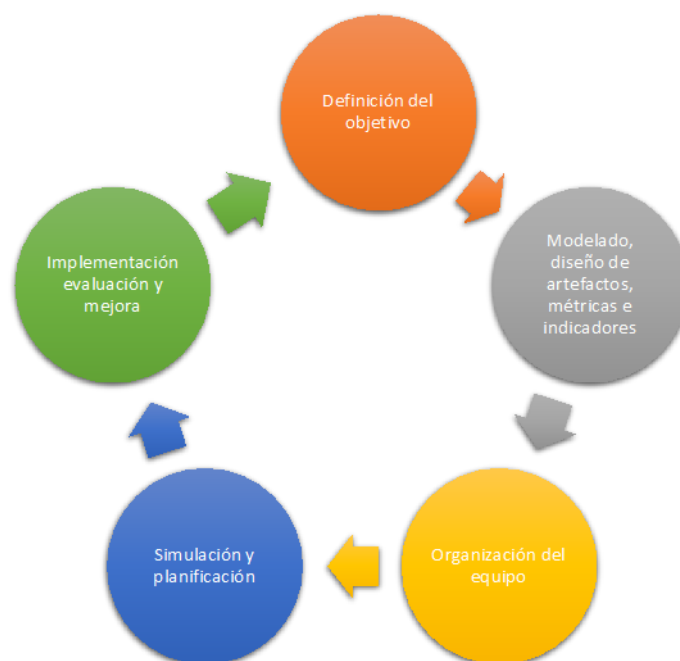 Definición del
objetivo
Modelado,
diseño de
artefactos,
métricas e
indicadores
Organización del
equipo
Simulación y
planificación
Implementación
evaluación y
mejora